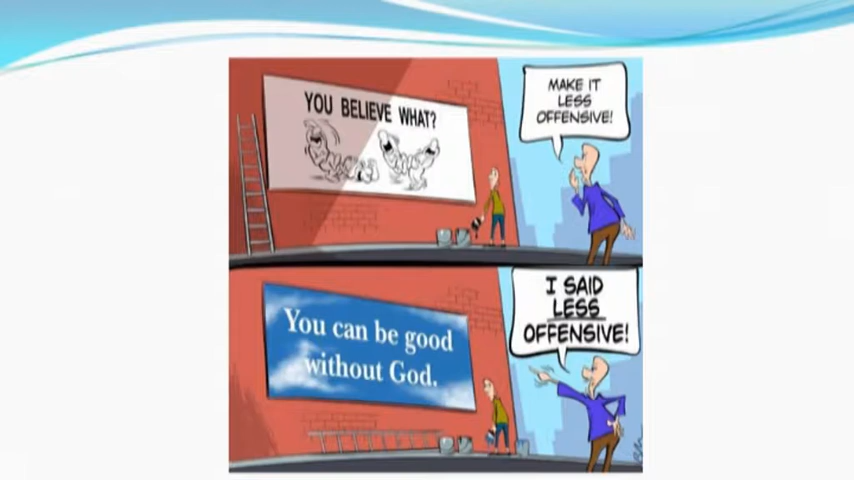 YOU BELIEVE WHAT?
MAKE IT
LESS
OFFENSIVE!
You can be good
without God.
I SAID
LESS
OFFENSIVE!